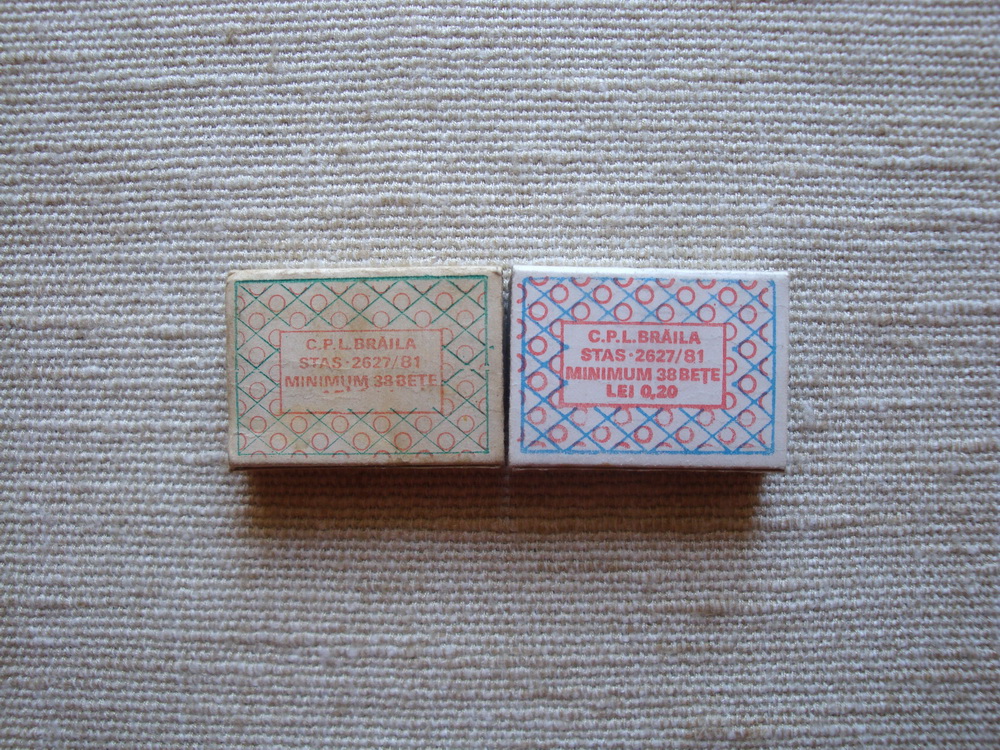 C.P.L.BRĂILA
STAS·2627/81
MINIMUM 38 BEȚE
C.P.L.BRĂILA
STAS·2627/81
MINIMUM 38 BEȚE
LEI 0,20